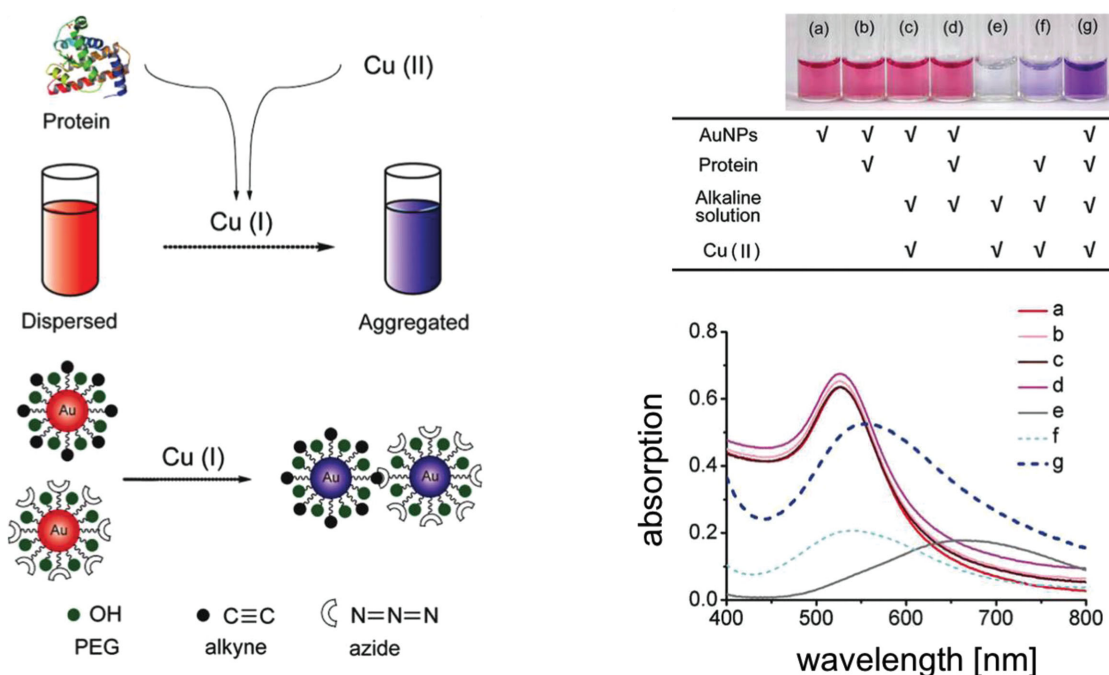 Protein
Cu (II)
Cu (I)
Dispersed
Aggregated
Au
Au
Cu (I)
Au
Au
OH
PEG
C≡C
alkyne
N=N=N
azide
(a) (b) (c) (d) (e) (f) (g)
AuNPs √ √ √ √ √
Protein √ √ √ √
Alkaline
solution √ √ √ √ √
Cu (II) √ √ √ √
a
b
c
d
e
f
g
0.8
0.6
0.4
0.2
0.0
absorption
400 500 600 700 800
wavelength [nm]